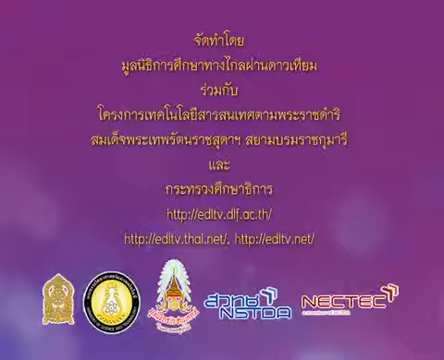 จัดทำโดย
มูลนิธิการศึกษาทางไกลผ่านดาวเทียม
ร่วมกับ
โครงการเทคโนโลยีสารสนเทศตามพระราชดำริ
สมเด็จพระเทพรัตนราชสุดาฯ สยามบรมราชกุมารี
และ
กระทรวงศึกษาธิการ
http://edltv.dlf.ac.th/
http://edltv.thai.net/, http://edltv.net/
สวทช
NSTDA
NECTEC